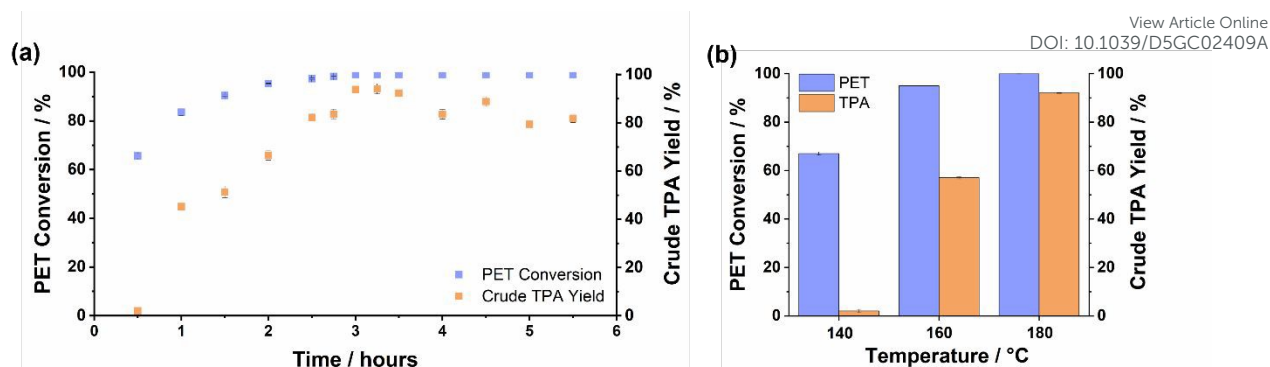 View Article Online
DOI: 10.1039/D5GC02409A
(a)
100
80
60
40
20
0
PET Conversion / %
100
80
60
40
20
0
Crude TPA Yield / %
PET Conversion
Crude TPA Yield
0 1 2 3 4 5 6
Time / hours
(b)
100
80
60
40
20
0
PET Conversion / %
PET
TPA
100
80
60
40
20
0
Crude TPA Yield / %
140 160 180
Temperature / °C